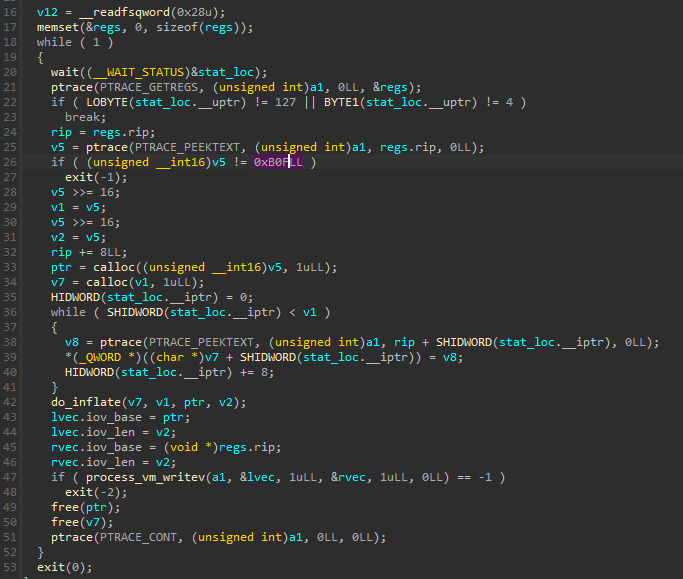 16 v12 = __readfsqword(0x28u);
17 memset(&regs, 0, sizeof(regs));
18 while ( 1 )
19 {
20 wait((__WAIT_STATUS)&stat_loc);
21 ptrace(PTRACE_GETREGS, (unsigned int)a1, 0LL, &regs);
22 if ( LOBYTE(stat_loc.__uptr) != 127 || BYTE1(stat_loc.__uptr) != 4 )
23 break;
24 rip = regs.rip;
25 v5 = ptrace(PTRACE_PEEKTEXT, (unsigned int)a1, regs.rip, 0LL);
26 if ( (unsigned __int16)v5 != 0xB0FLL )
27 exit(-1);
28 v5 >>= 16;
29 v1 = v5;
30 v5 >>= 16;
31 v2 = v5;
32 rip += 8LL;
33 ptr = calloc((unsigned __int16)v5, 1uLL);
34 v7 = calloc(v1, 1uLL);
35 HIDWORD(stat_loc.__iptr) = 0;
36 while ( SHIDWORD(stat_loc.__iptr) < v1 )
37 {
38 v8 = ptrace(PTRACE_PEEKTEXT, (unsigned int)a1, rip + SHIDWORD(stat_loc.__iptr), 0LL);
39 *(_QWORD *)((char *)v7 + SHIDWORD(stat_loc.__iptr)) = v8;
40 HIDWORD(stat_loc.__iptr) += 8;
41 }
42 do_inflate(v7, v1, ptr, v2);
43 lvec.iov_base = ptr;
44 lvec.iov_len = v2;
45 rvec.iov_base = (void *)regs.rip;
46 rvec.iov_len = v2;
47 if ( process_vm_writev(a1, &lvec, 1uLL, &rvec, 1uLL, 0LL) == -1 )
48 exit(-2);
49 free(ptr);
50 free(v7);
51 ptrace(PTRACE_CONT, (unsigned int)a1, 0LL, 0LL);
52 }
53 exit(0);